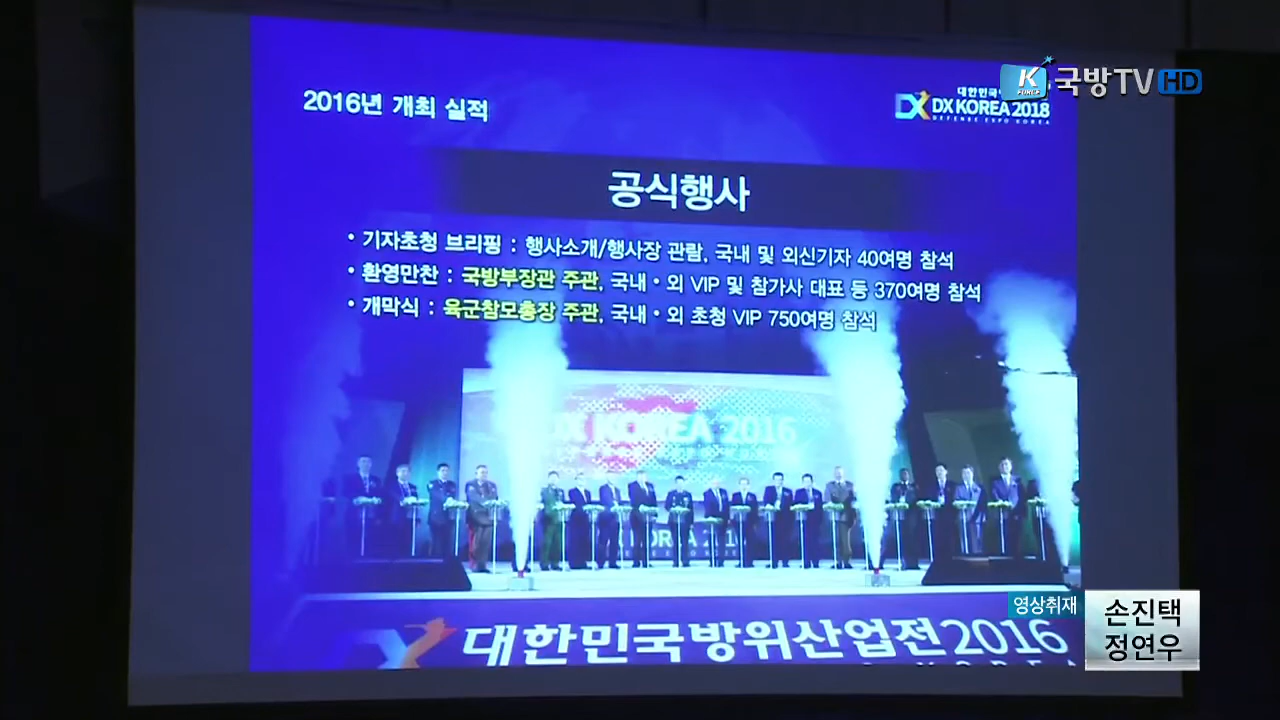 K FORCE 국방TV HD
2016년 개최 실적
대한민국
DX DX KOREA 2018
DEFENSE EXPO KOREA
공식행사
• 기자초청 브리핑 : 행사소개/행사장 관람, 국내 및 외신기자 40여명 참석
• 환영만찬 : 국방부장관 주관, 국내 • 외 VIP 및 참가사 대표 등 370여명 참석
• 개막식 : 육군참모총장 주관, 국내 • 외 초청 VIP 750여명 참석
DX KOREA 2016
DX KOREA 2016
영상취재
손진택
정연우
DX 대한민국방위산업전2016